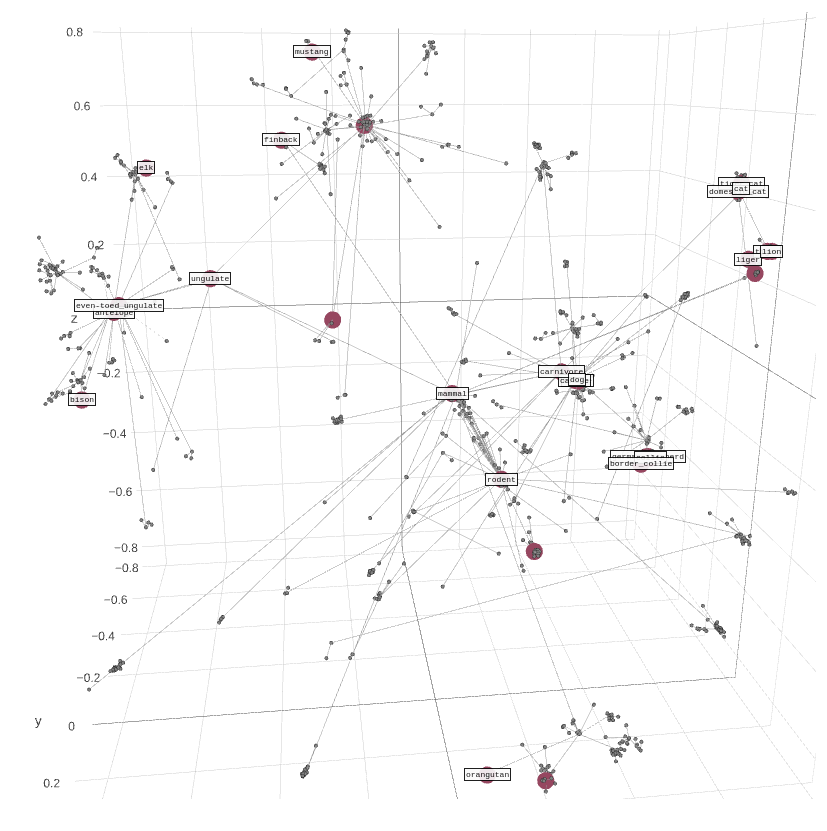 0.8
mustang
0.6
finback
elk
0.4
cat
0.2
lion
liger
ungulate
even-toed_ungulate
antelope
z
−0.2
carnivore
dog
mammal
bison
−0.4
border_collie
rodent
−0.6
−0.8
−0.8
−0.6
−0.4
−0.2
y
0
orangutan
0.2